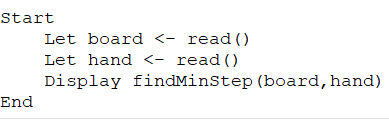 Start
    Let board <- read()
    Let hand <- read()
    Display findMinStep(board,hand)
End